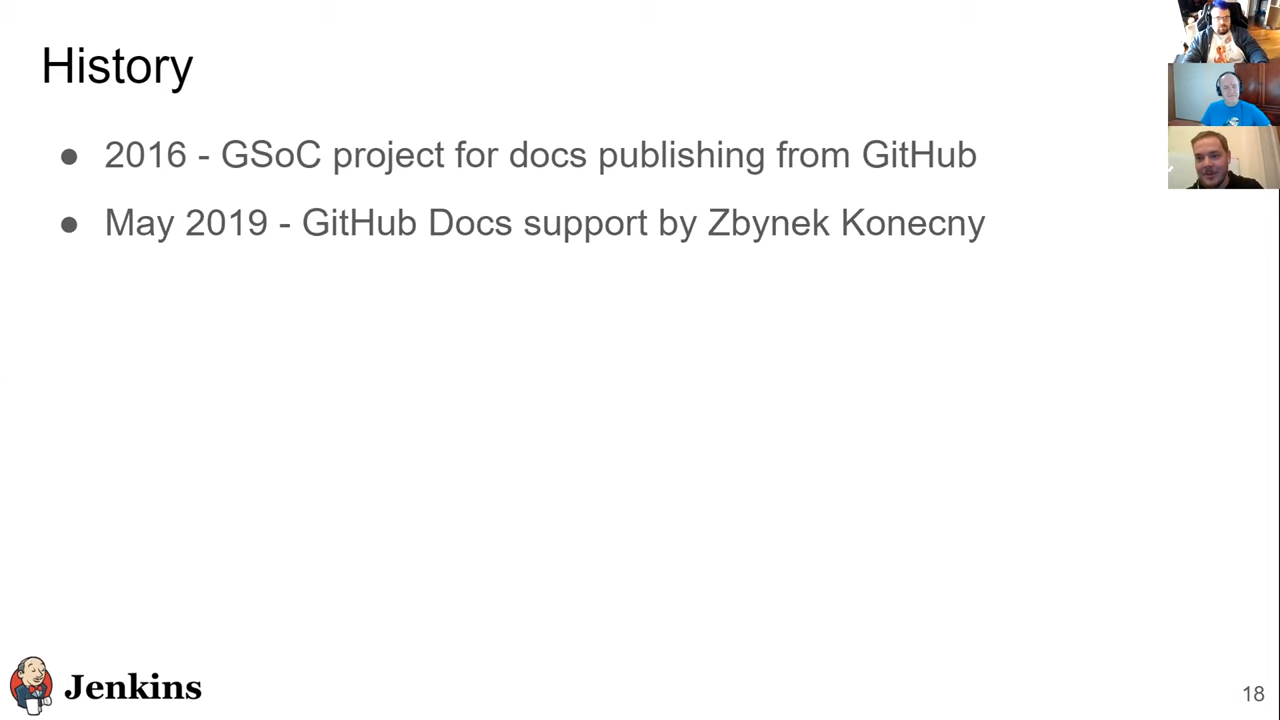 History
● 2016 - GSoC project for docs publishing from GitHub
● May 2019 - GitHub Docs support by Zbynek Konecny
Jenkins
18